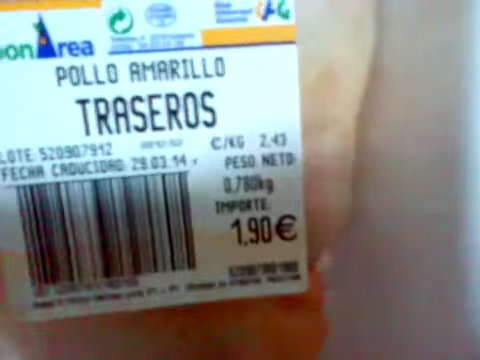 bonÀrea
POLLO AMARILLO
TRASEROS
LOTE: 520907912
€/KG 2,43
FECHA CADUCIDAD: 29.03.14
PESO NETO:
0,780kg
IMPORTE:
1,90€